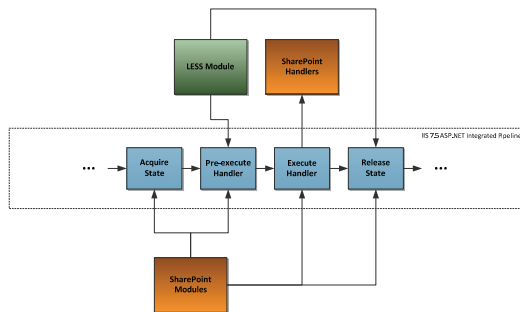 LESS Module
SharePoint
Handlers
IIS 7.5 ASP.NET Integrated Pipeline
...
Acquire
State
Pre-execute
Handler
Execute
Handler
Release
State
...
SharePoint
Modules